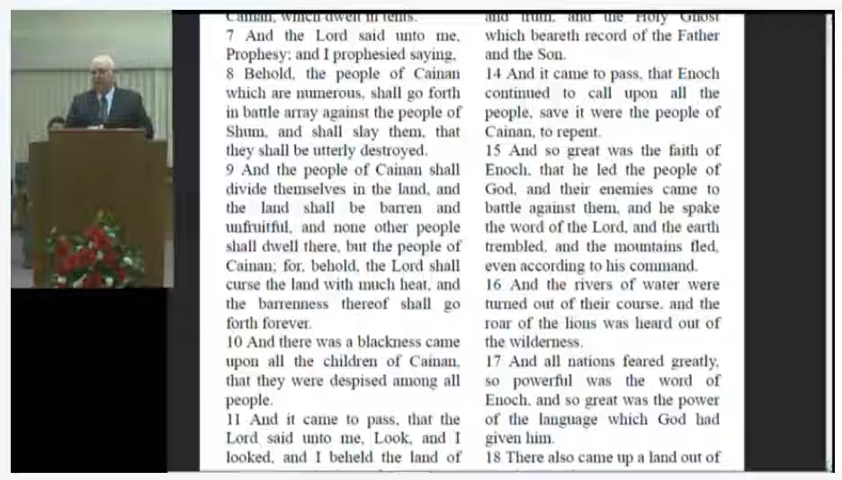 Cainan, which dwelt in tents.
7 And the Lord said unto me,
Prophesy; and I prophesied saying,
8 Behold, the people of Cainan
which are numerous, shall go forth
in battle array against the people of
Shum, and shall slay them, that
they shall be utterly destroyed.
9 And the people of Cainan shall
divide themselves in the land, and
the land shall be barren and
unfruitful, and none other people
shall dwell there, but the people of
Cainan; for, behold, the Lord shall
curse the land with much heat, and
the barrenness thereof shall go
forth forever.
10 And there was a blackness came
upon all the children of Cainan,
that they were despised among all
people.
11 And it came to pass, that the
Lord said unto me, Look, and I
looked, and I beheld the land of
and truth, and the Holy Ghost
which beareth record of the Father
and the Son.
14 And it came to pass, that Enoch
continued to call upon all the
people, save it were the people of
Cainan, to repent.
15 And so great was the faith of
Enoch, that he led the people of
God, and their enemies came to
battle against them, and he spake
the word of the Lord, and the earth
trembled, and the mountains fled,
even according to his command.
16 And the rivers of water were
turned out of their course, and the
roar of the lions was heard out of
the wilderness.
17 And all nations feared greatly,
so powerful was the word of
Enoch, and so great was the power
of the language which God had
given him.
18 There also came up a land out of